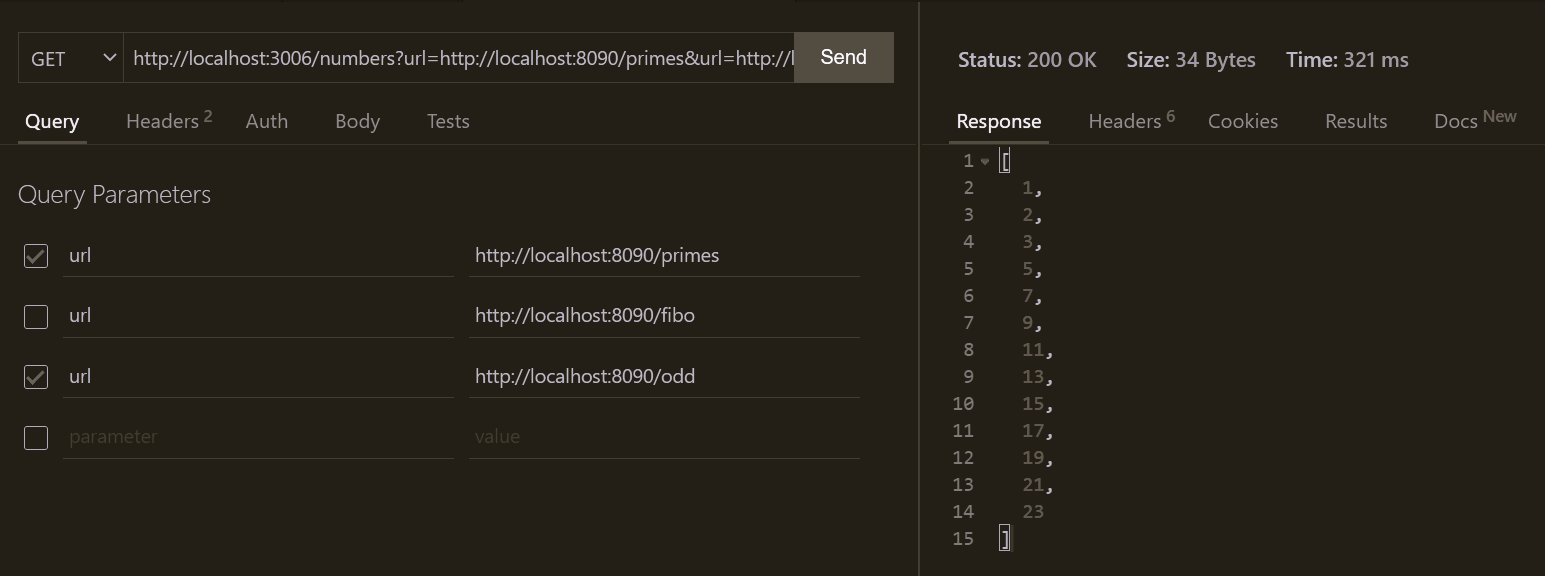 GET http://localhost:3006/numbers?url=http://localhost:8090/primes&url=http://l Send
Query Headers 2 Auth Body Tests
Query Parameters
url http://localhost:8090/primes
url http://localhost:8090/fibo
url http://localhost:8090/odd
parameter value
Status: 200 OK Size: 34 Bytes Time: 321 ms
Response Headers 6 Cookies Results Docs New
1 [
2 1,
3 2,
4 3,
5 5,
6 7,
7 9,
8 11,
9 13,
10 15,
11 17,
12 19,
13 21,
14 23
15 ]